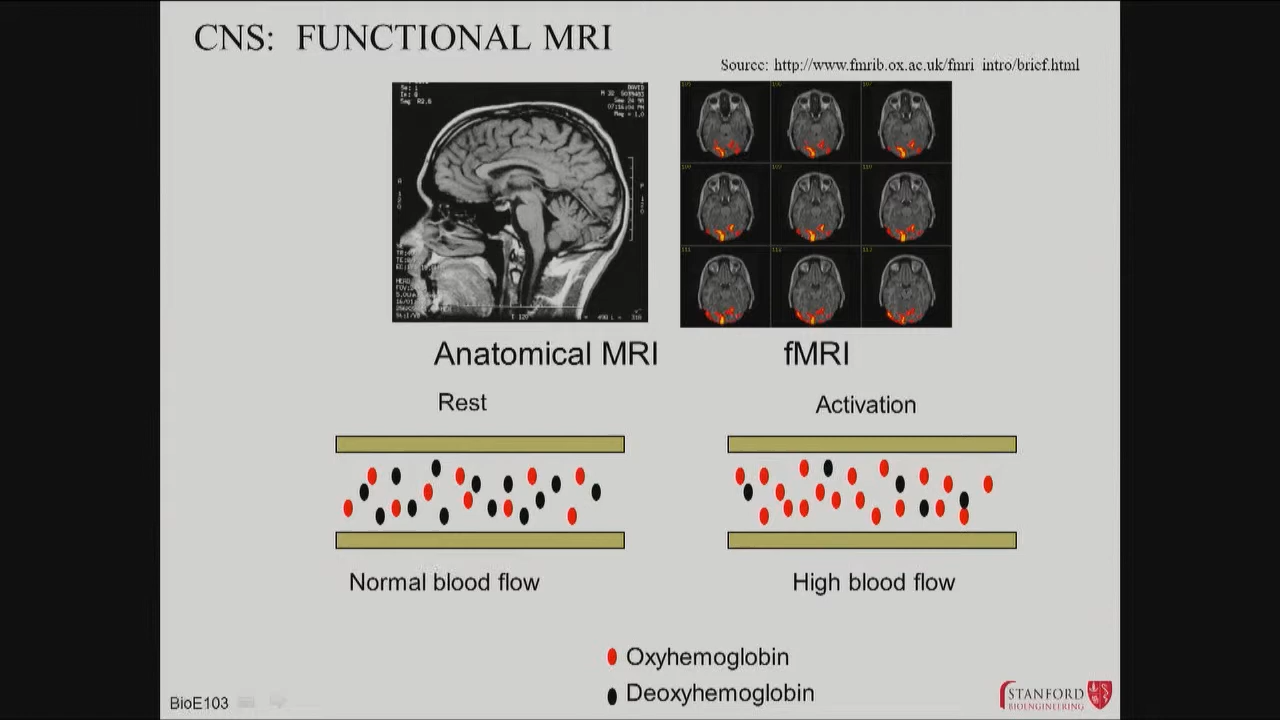 CNS: FUNCTIONAL MRI
Source: http://www.fmrib.ox.ac.uk/fmri_intro/brief.html
Anatomical MRI
fMRI
Rest
Activation
Normal blood flow
High blood flow
Oxyhemoglobin
Deoxyhemoglobin
BioE103
STANFORD
BIOENGINEERING